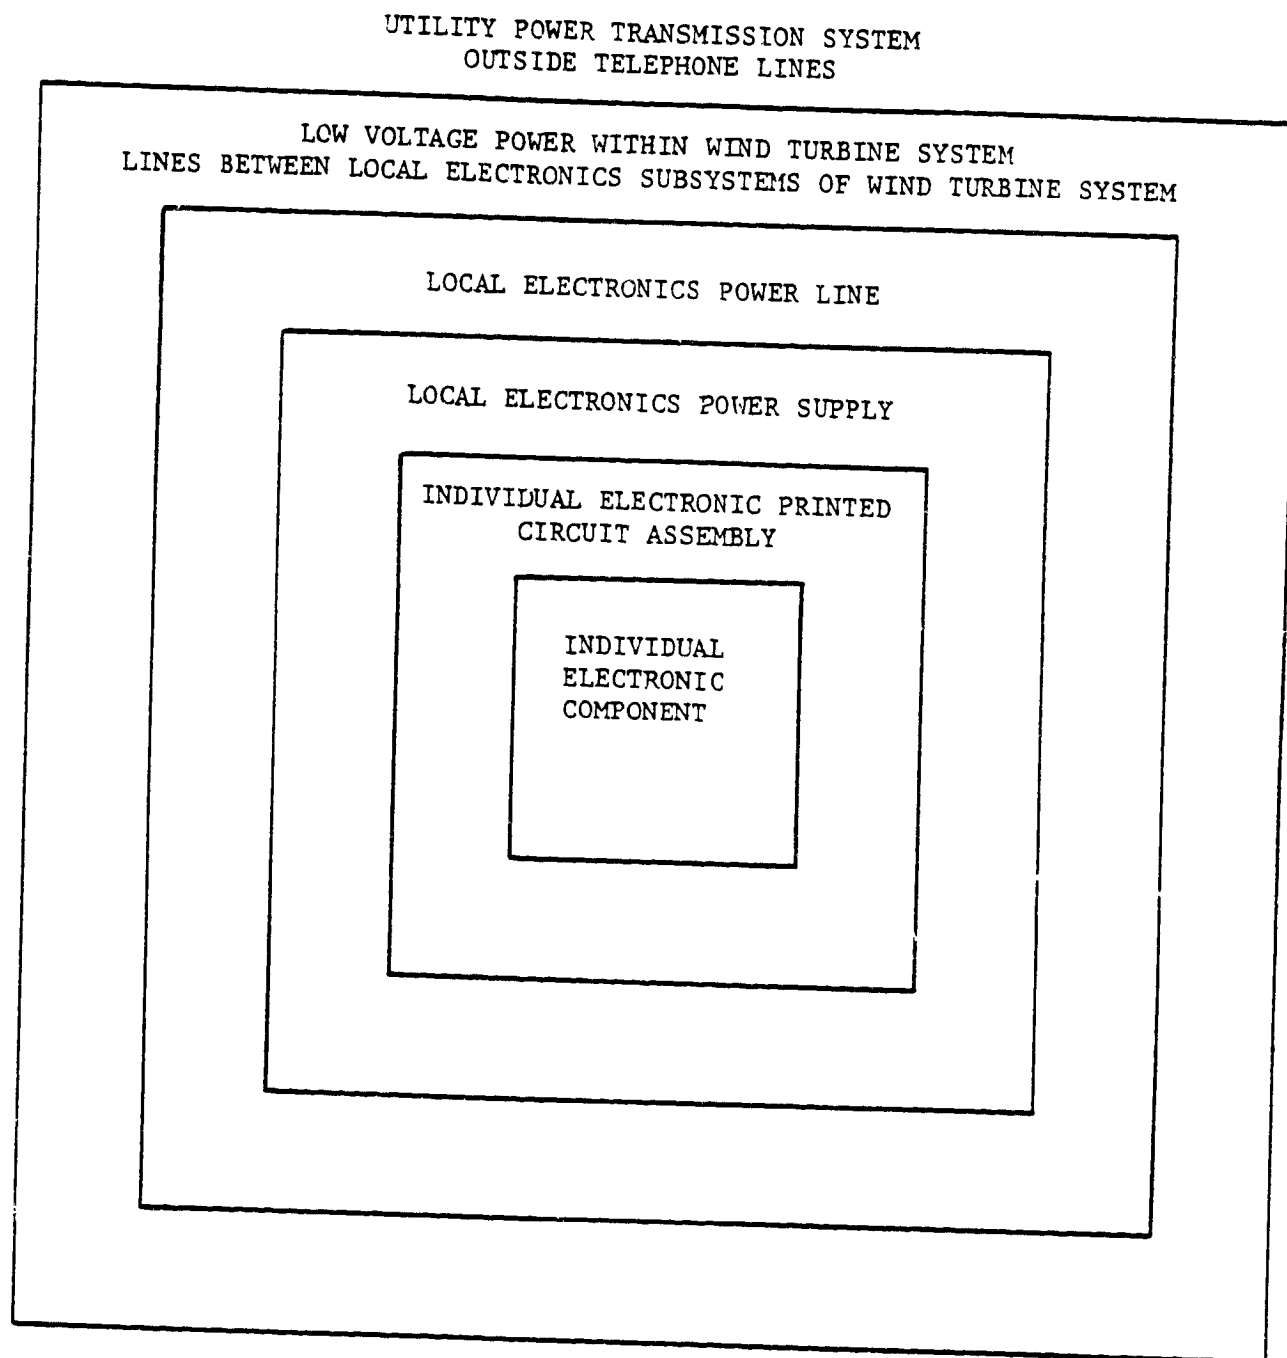 UTILITY POWER TRANSMISSION SYSTEM
OUTSIDE TELEPHONE LINES
LOW VOLTAGE POWER WITHIN WIND TURBINE SYSTEM
LINES BETWEEN LOCAL ELECTRONICS SUBSYSTEMS OF WIND TURBINE SYSTEM
LOCAL ELECTRONICS POWER LINE
LOCAL ELECTRONICS POWER SUPPLY
INDIVIDUAL ELECTRONIC PRINTED
CIRCUIT ASSEMBLY
INDIVIDUAL
ELECTRONIC
COMPONENT